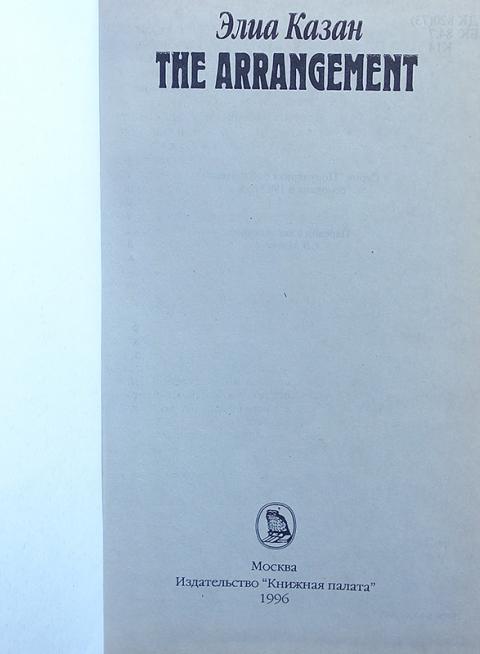 Элиа Казан
THE ARRANGEMENT
Москва
Издательство "Книжная палата"
1996